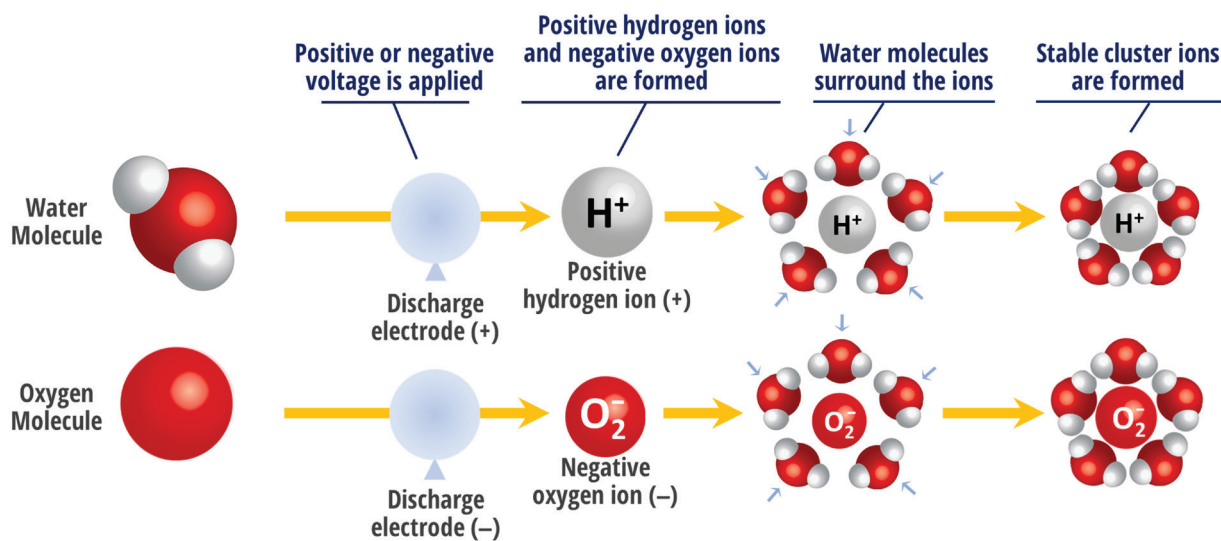 Positive or negative
voltage is applied
Positive hydrogen ions
and negative oxygen ions
are formed
Water molecules
surround the ions
Stable cluster ions
are formed
Water
Molecule
H⁺
Positive
hydrogen ion (+)
H⁺
H⁺
Discharge
electrode (+)
Oxygen
Molecule
O₂⁻
Negative
oxygen ion (–)
O₂⁻
O₂⁻
Discharge
electrode (–)